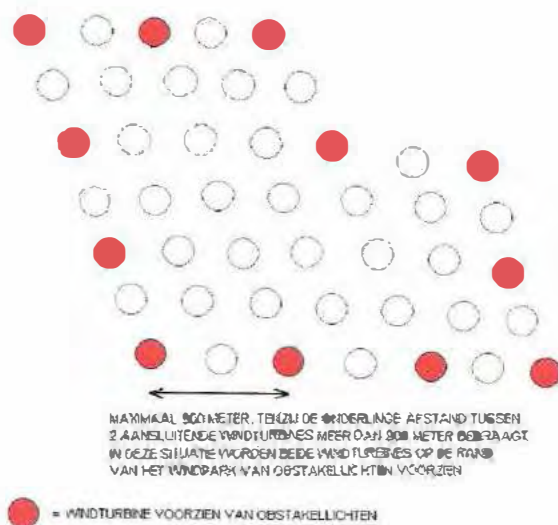 MAXIMAAL 900 METER, TENZIJ DE ONDERLINGE AFSTAND TUSSEN
2 AANSLUITENDE WINDTURBINES MEER DAN 900 METER BEDRAAGT
IN DEZE SITUATIE WORDEN BEIDE WINDTURBINES OP DE RAND
VAN HET WINDPARK VAN OBSTAKELLICHTEN VOORZIEN
= WINDTURBINE VOORZIEN VAN OBSTAKELLICHTEN